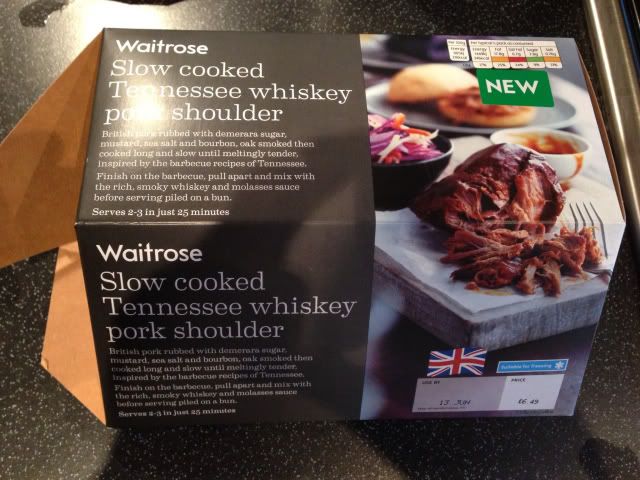 Waitrose
Slow cooked
Tennessee whiskey
pork shoulder
British pork rubbed with demerara sugar,
mustard, sea salt and bourbon, oak smoked then
cooked long and slow until meltingly tender,
inspired by the barbecue recipes of Tennessee.
Finish on the barbecue, pull apart and mix with
the rich, smoky whiskey and molasses sauce
before serving piled on a bun.
Serves 2-3 in just 25 minutes
NEW
Waitrose
Slow cooked
Tennessee whiskey
pork shoulder
British pork rubbed with demerara sugar,
mustard, sea salt and bourbon, oak smoked then
cooked long and slow until meltingly tender,
inspired by the barbecue recipes of Tennessee.
Finish on the barbecue, pull apart and mix with
the rich, smoky whiskey and molasses sauce
before serving piled on a bun.
Serves 2-3 in just 25 minutes
Suitable for freezing
USE BY
PRICE
13 JUN
£6.49